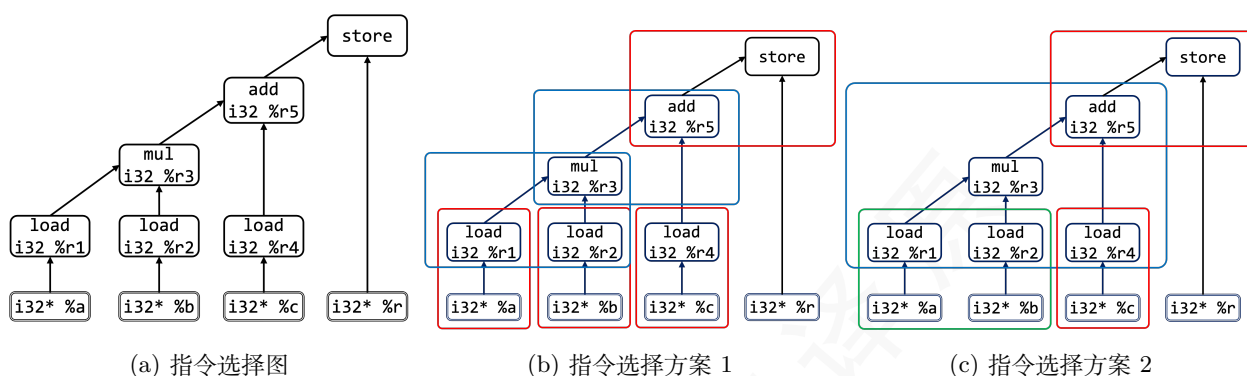 store
add
i32 %r5
mul
i32 %r3
load
i32 %r1
load
i32 %r2
load
i32 %r4
i32* %a
i32* %b
i32* %c
i32* %r
(a) 指令选择图
store
add
i32 %r5
mul
i32 %r3
load
i32 %r1
load
i32 %r2
load
i32 %r4
i32* %a
i32* %b
i32* %c
i32* %r
(b) 指令选择方案 1
store
add
i32 %r5
mul
i32 %r3
load
i32 %r1
load
i32 %r2
load
i32 %r4
i32* %a
i32* %b
i32* %c
i32* %r
(c) 指令选择方案 2